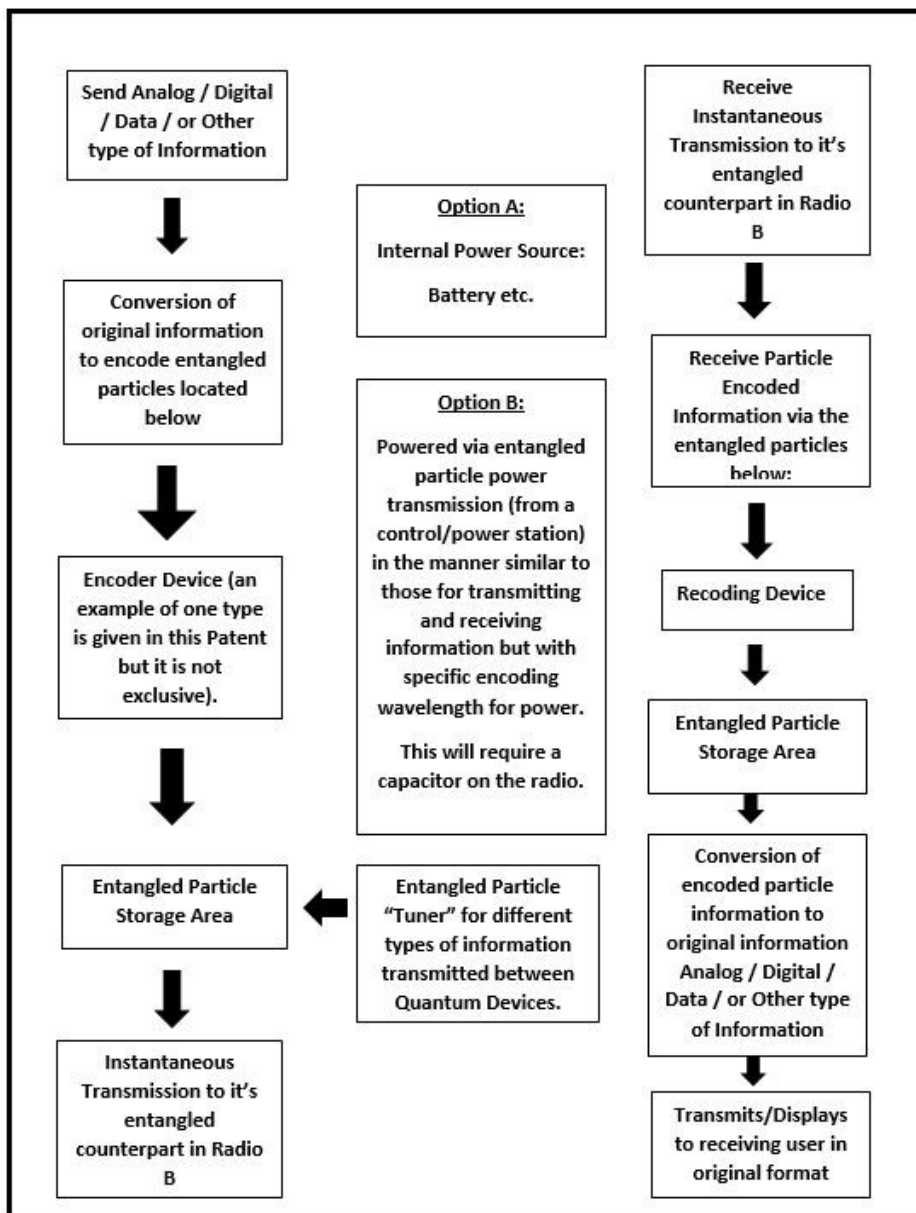 Send Analog / Digital
/ Data / or Other
type of Information
Conversion of
original information
to encode entangled
particles located
below
Encoder Device (an
example of one type
is given in this Patent
but it is not
exclusive).
Entangled Particle
Storage Area
Instantaneous
Transmission to it's
entangled
counterpart in Radio
B
Option A:
Internal Power Source:
Battery etc.
Option B:
Powered via entangled
particle power
transmission (from a
control/power station)
in the manner similar to
those for transmitting
and receiving
information but with
specific encoding
wavelength for power.
This will require a
capacitor on the radio.
Entangled Particle
“Tuner” for different
types of information
transmitted between
Quantum Devices.
Receive
Instantaneous
Transmission to it's
entangled
counterpart in Radio
B
Receive Particle
Encoded
Information via the
entangled particles
below:
Recoding Device
Entangled Particle
Storage Area
Conversion of
encoded particle
information to
original information
Analog / Digital /
Data / or Other type
of Information
Transmits/Displays
to receiving user in
original format